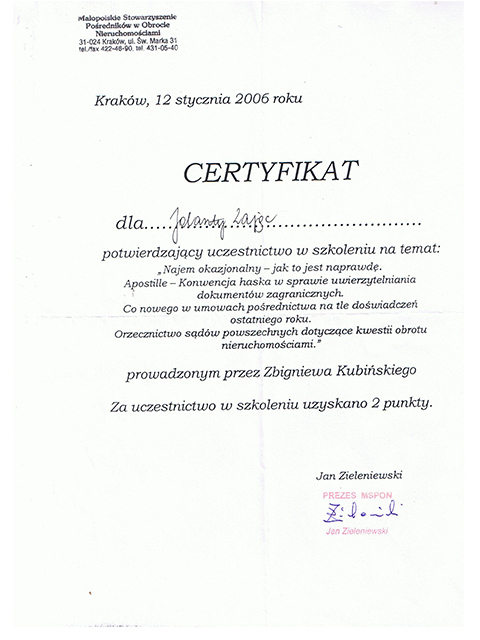 Małopolskie Stowarzyszenie
Pośredników w Obrocie
Nieruchomościami
31-024 Kraków, ul. Św. Marka 31
tel./fax 422-46-90, tel. 431-05-40
Kraków, 12 stycznia 2006 roku
CERTYFIKAT
dla.....Jolanty Zając.....
potwierdzający uczestnictwo w szkoleniu na temat:
„Najem okazjonalny – jak to jest naprawdę.
Apostille – Konwencja haska w sprawie uwierzytelniania
dokumentów zagranicznych.
Co nowego w umowach pośrednictwa na tle doświadczeń
ostatniego roku.
Orzecznictwo sądów powszechnych dotyczące kwestii obrotu
nieruchomościami.”
prowadzonym przez Zbigniewa Kubińskiego
Za uczestnictwo w szkoleniu uzyskano 2 punkty.
Jan Zieleniewski
PREZES MSPON
Jan Zieleniewski